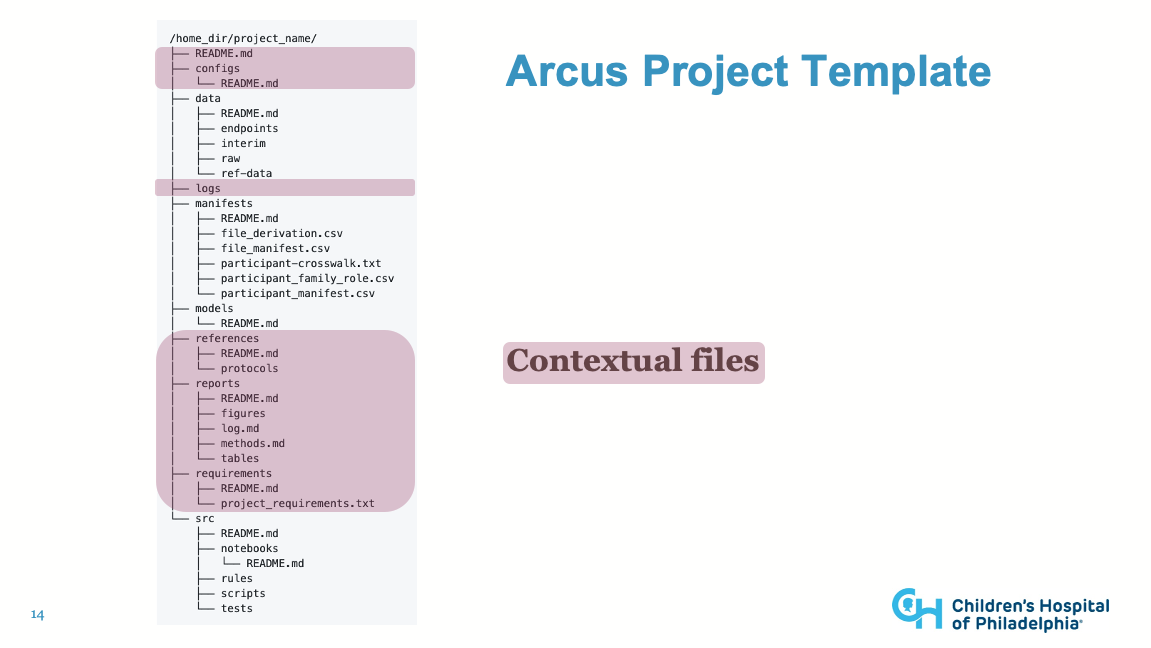 /home_dir/project_name/
├── README.md
├── configs
│   └── README.md
├── data
│   ├── README.md
│   ├── endpoints
│   ├── interim
│   ├── raw
│   └── ref-data
├── logs
├── manifests
│   ├── README.md
│   ├── file_derivation.csv
│   ├── file_manifest.csv
│   ├── participant-crosswalk.txt
│   ├── participant_family_role.csv
│   └── participant_manifest.csv
├── models
│   └── README.md
├── references
│   ├── README.md
│   └── protocols
├── reports
│   ├── README.md
│   ├── figures
│   ├── log.md
│   ├── methods.md
│   └── tables
├── requirements
│   ├── README.md
│   └── project_requirements.txt
└── src
    ├── README.md
    ├── notebooks
    │   └── README.md
    ├── rules
    ├── scripts
    └── tests
Arcus Project Template
Contextual files
14
Children's Hospital
of Philadelphia®